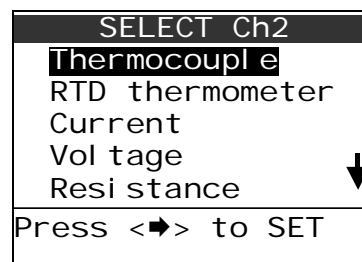 SELECT Ch2
Thermocouple
RTD thermometer
Current
Voltage
Resistance
Press <➡> to SET